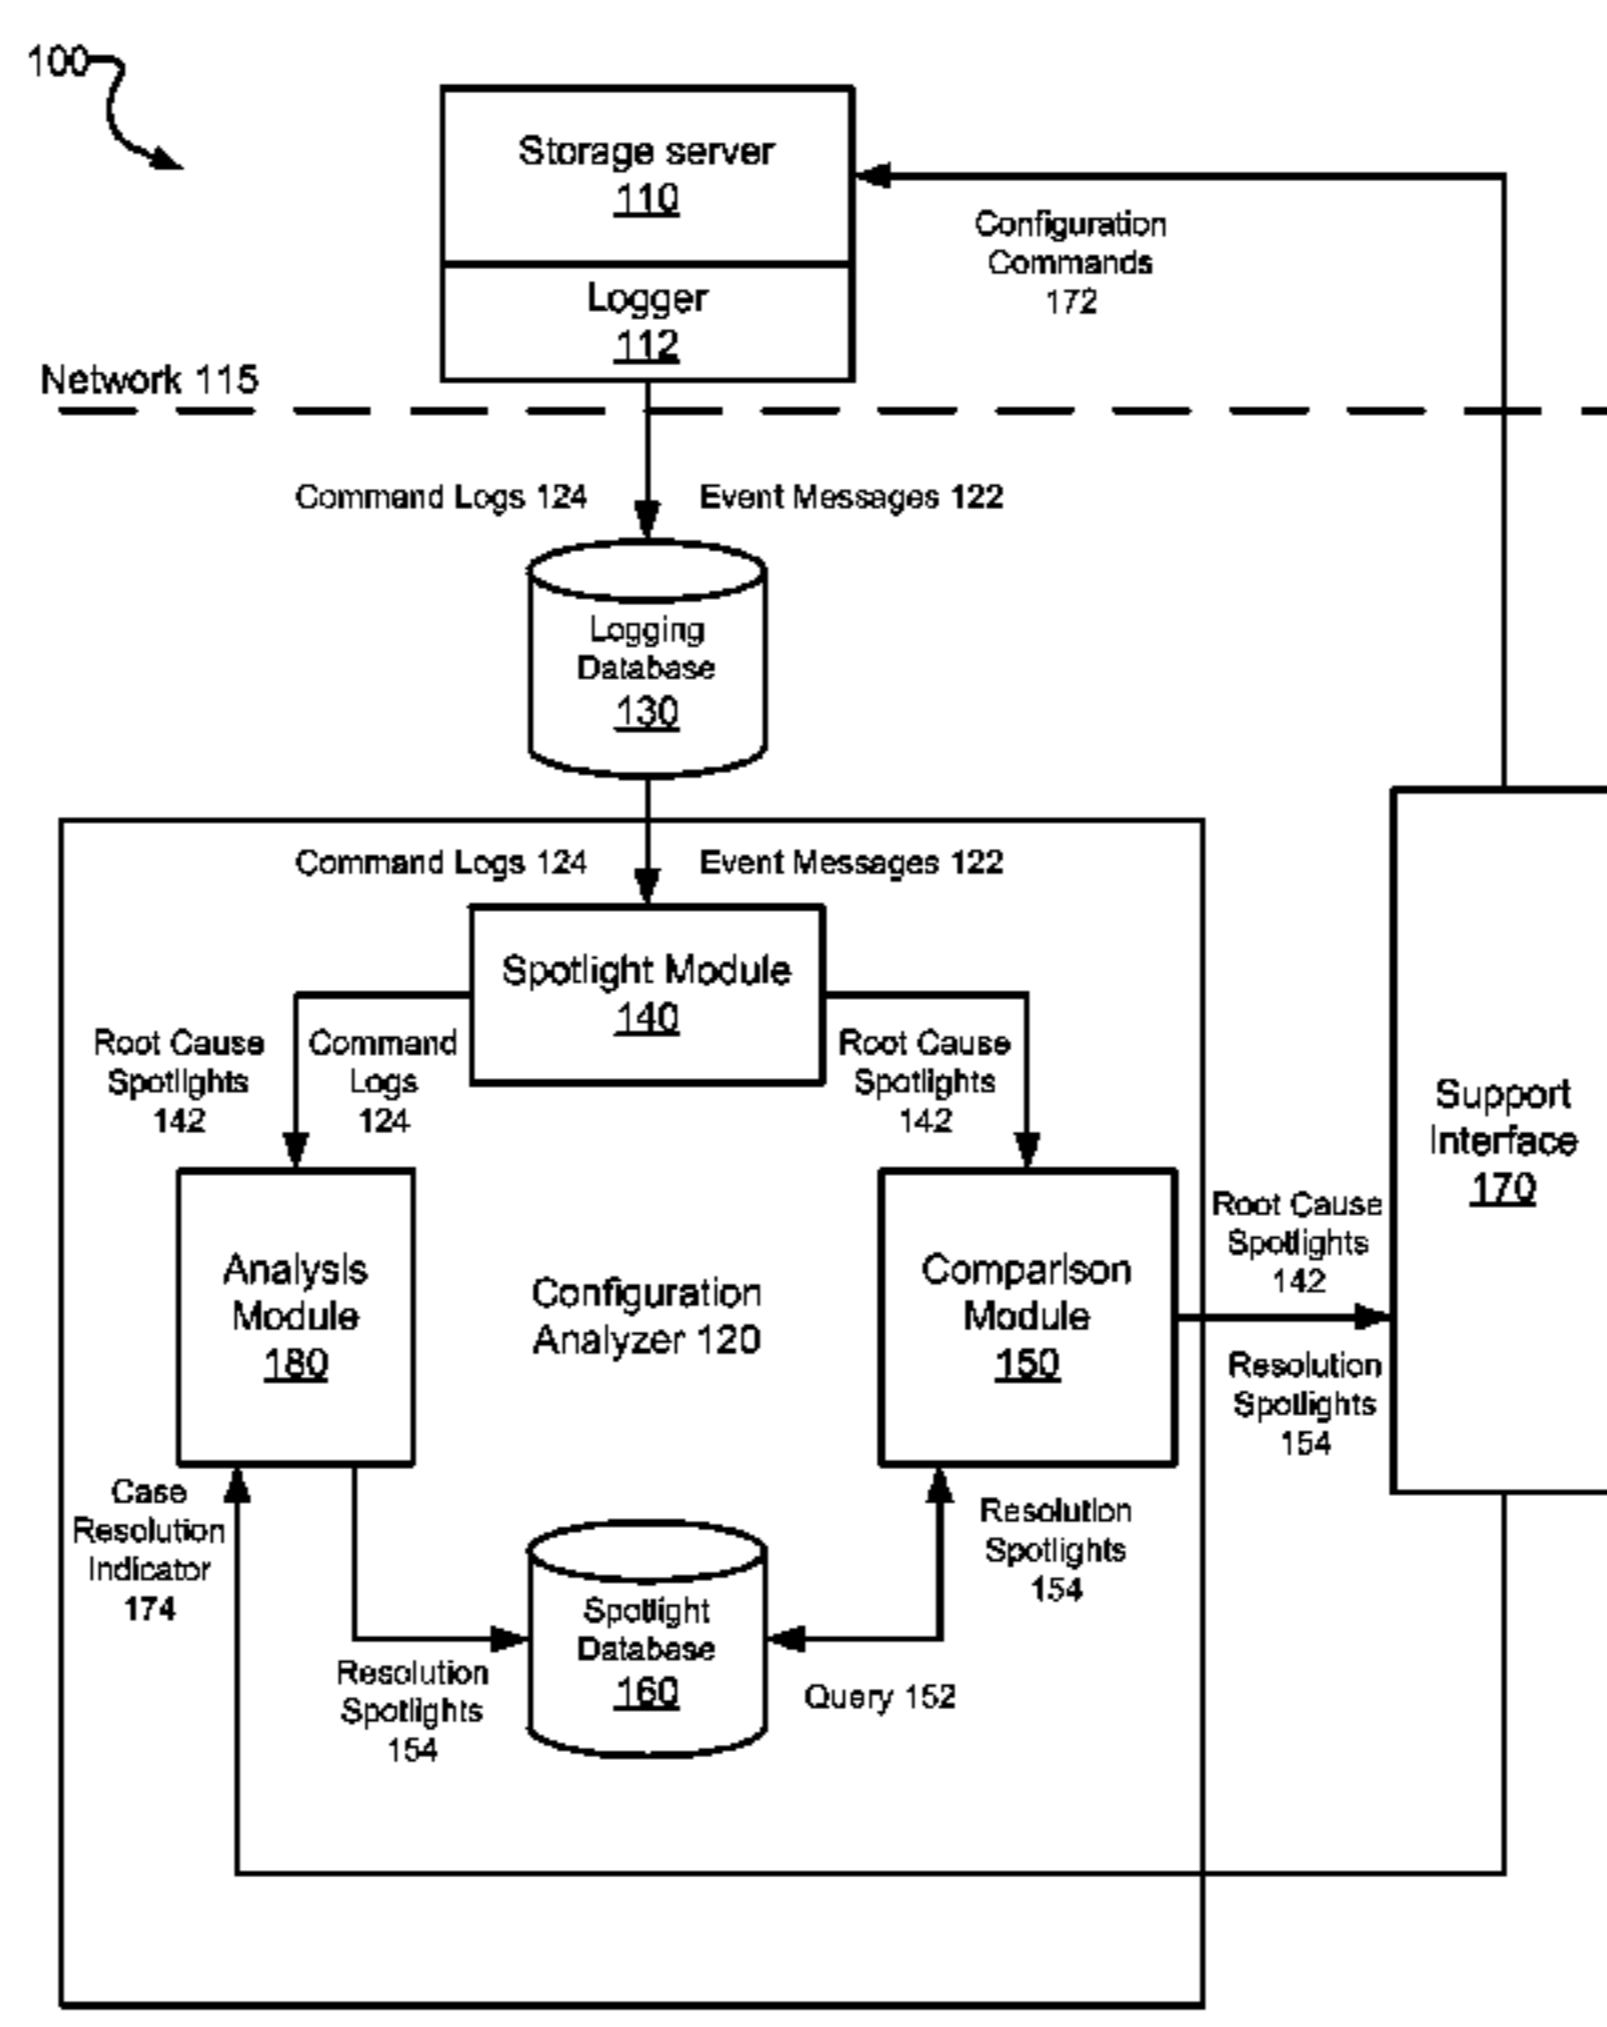 100
Storage server
110
Logger
112
Configuration
Commands
172
Network 115
Command Logs 124
Event Messages 122
Logging
Database
130
Command Logs 124
Event Messages 122
Spotlight Module
140
Root Cause
Spotlights
142
Command
Logs
124
Root Cause
Spotlights
142
Support
Interface
170
Analysis
Module
180
Configuration
Analyzer 120
Comparison
Module
150
Root Cause
Spotlights
142
Resolution
Spotlights
154
Case
Resolution
Indicator
174
Resolution
Spotlights
154
Spotlight
Database
160
Resolution
Spotlights
154
Query 152